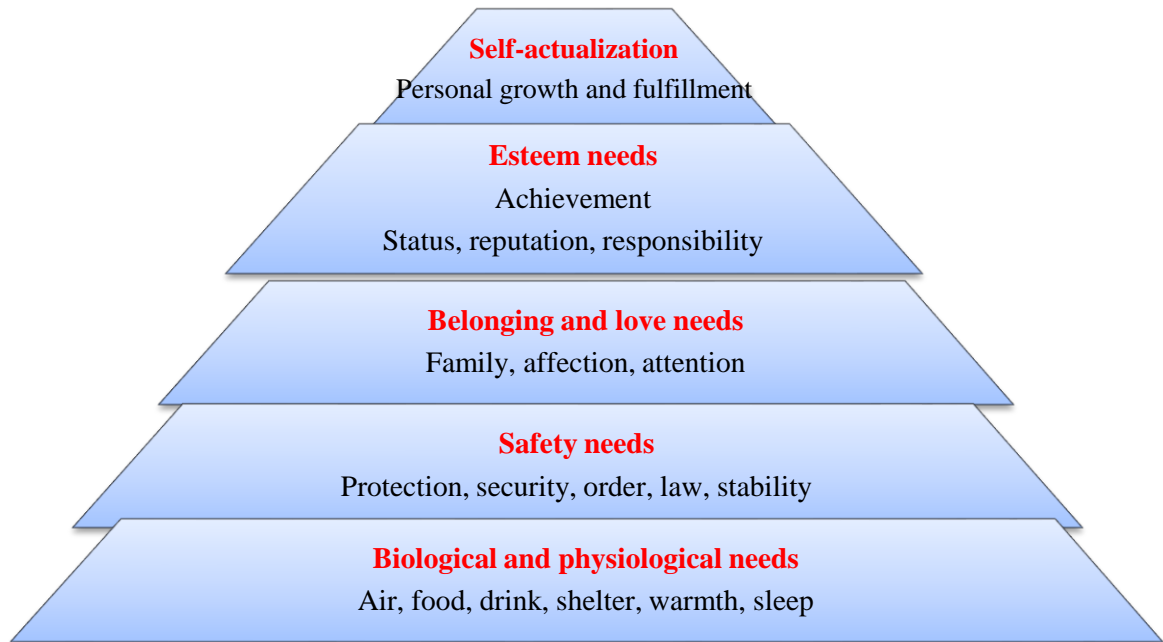 Self-actualization
Personal growth and fulfillment
Esteem needs
Achievement
Status, reputation, responsibility
Belonging and love needs
Family, affection, attention
Safety needs
Protection, security, order, law, stability
Biological and physiological needs
Air, food, drink, shelter, warmth, sleep